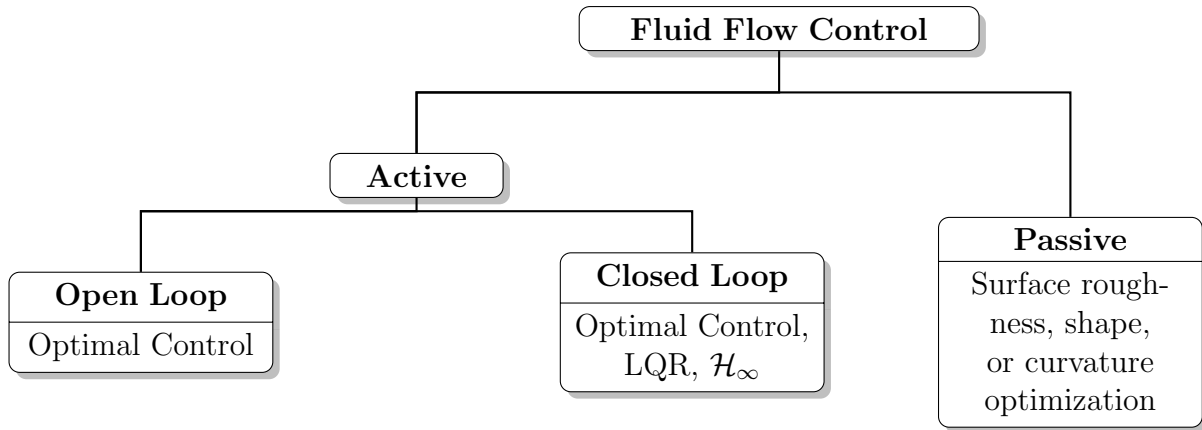 Fluid Flow Control
Active
Open Loop
Optimal Control
Closed Loop
Optimal Control,
LQR, $\mathcal{H}_\infty$
Passive
Surface rough-
ness, shape,
or curvature
optimization